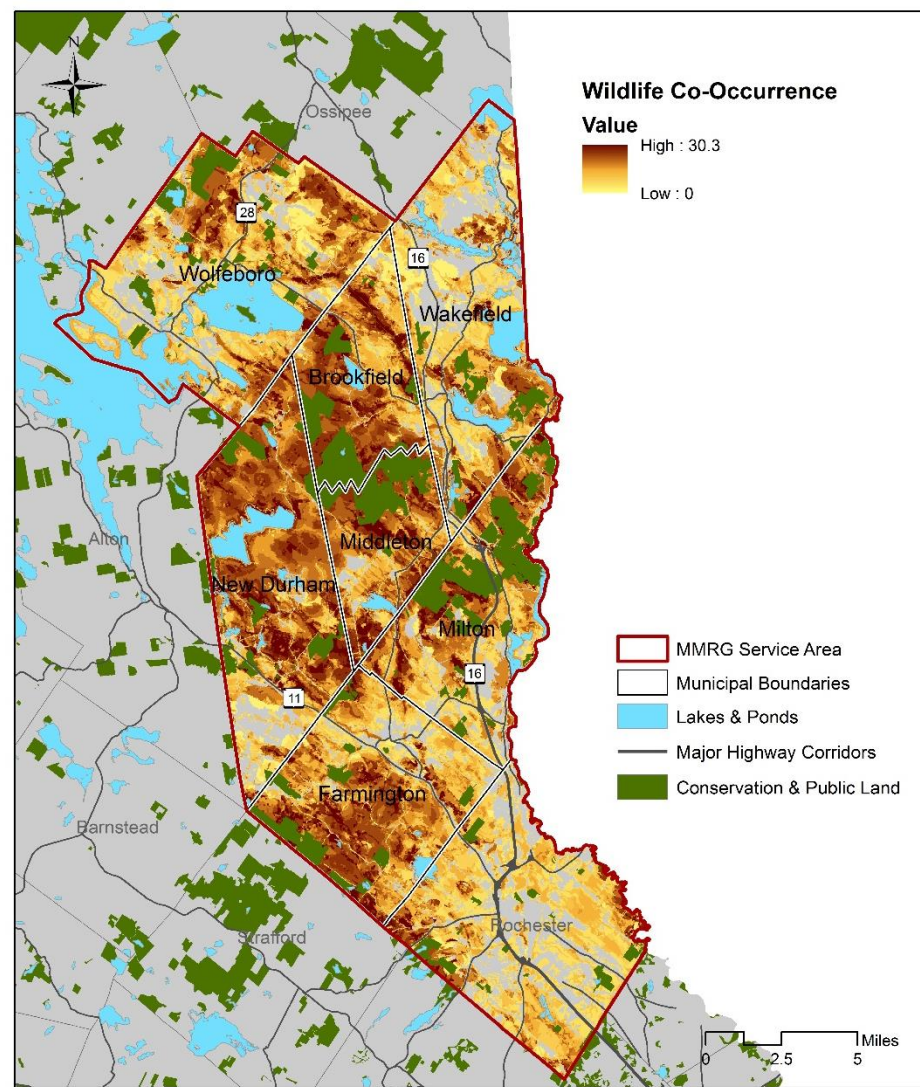 N
Ossipee
Wildlife Co-Occurrence
Value
High : 30.3
Low : 0
28
16
Wolfeboro
Wakefield
Brookfield
Alton
Middleton
New Durham
Milton
MMRG Service Area
16
11
Municipal Boundaries
Lakes & Ponds
Major Highway Corridors
Conservation & Public Land
Farmington
Barnstead
Rochester
Strafford
Miles
0 2.5 5